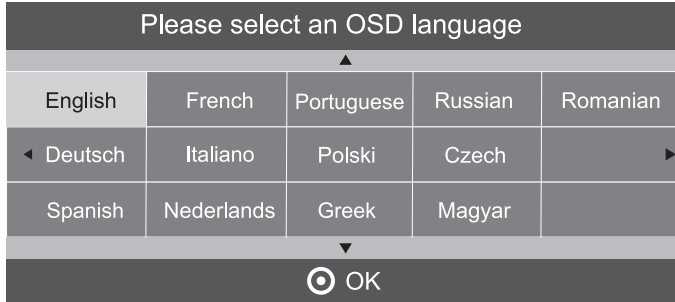 Please select an OSD language
English French Portuguese Russian Romanian
Deutsch Italiano Polski Czech
Spanish Nederlands Greek Magyar
OK